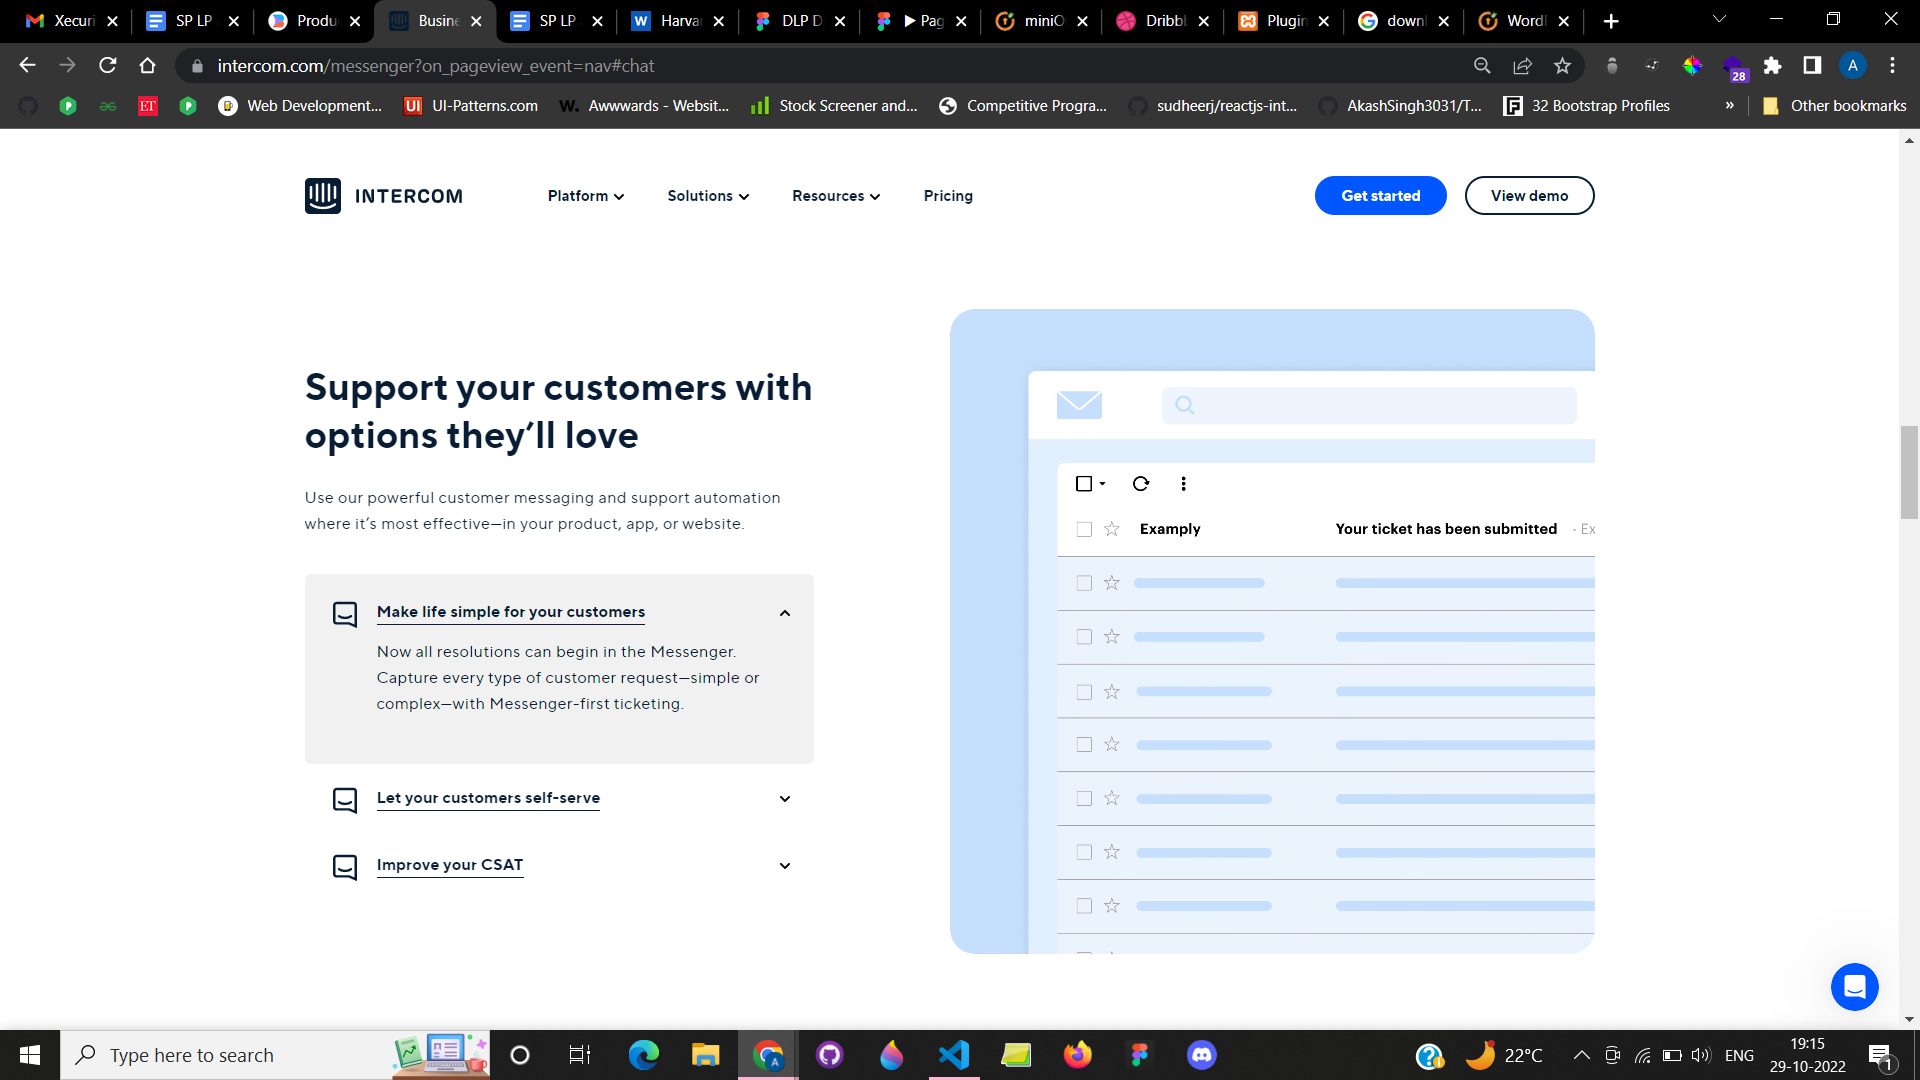 Xecuri
SP LP
Produ
Busine
SP LP
Harvar
DLP D
▶ Pag
miniO
Dribbb
Plugin
downl
WordP
intercom.com/messenger?on_pageview_event=nav#chat
28
A
Web Development...
UI-Patterns.com
Awwwards - Websit...
Stock Screener and...
Competitive Progra...
sudheerj/reactjs-int...
AkashSingh3031/T...
32 Bootstrap Profiles
»
Other bookmarks
INTERCOM
Platform
Solutions
Resources
Pricing
Get started
View demo
Support your customers with
options they’ll love
Use our powerful customer messaging and support automation
where it’s most effective—in your product, app, or website.
Make life simple for your customers
Now all resolutions can begin in the Messenger.
Capture every type of customer request—simple or
complex—with Messenger-first ticketing.
Let your customers self-serve
Improve your CSAT
Examply
Your ticket has been submitted
- Ex
Type here to search
22°C
ENG
19:15
29-10-2022
1